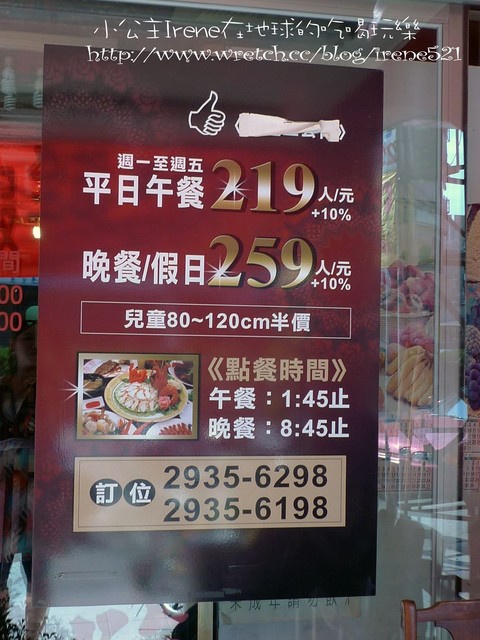 小公主Irene在地球的吃喝玩樂
http://www.wretch.cc/blog/irene521
週一至週五
平日午餐219人/元
+10%
晚餐/假日259人/元
+10%
兒童80~120cm半價
《點餐時間》
午餐：1:45止
晚餐：8:45止
訂位
2935-6298
2935-6198